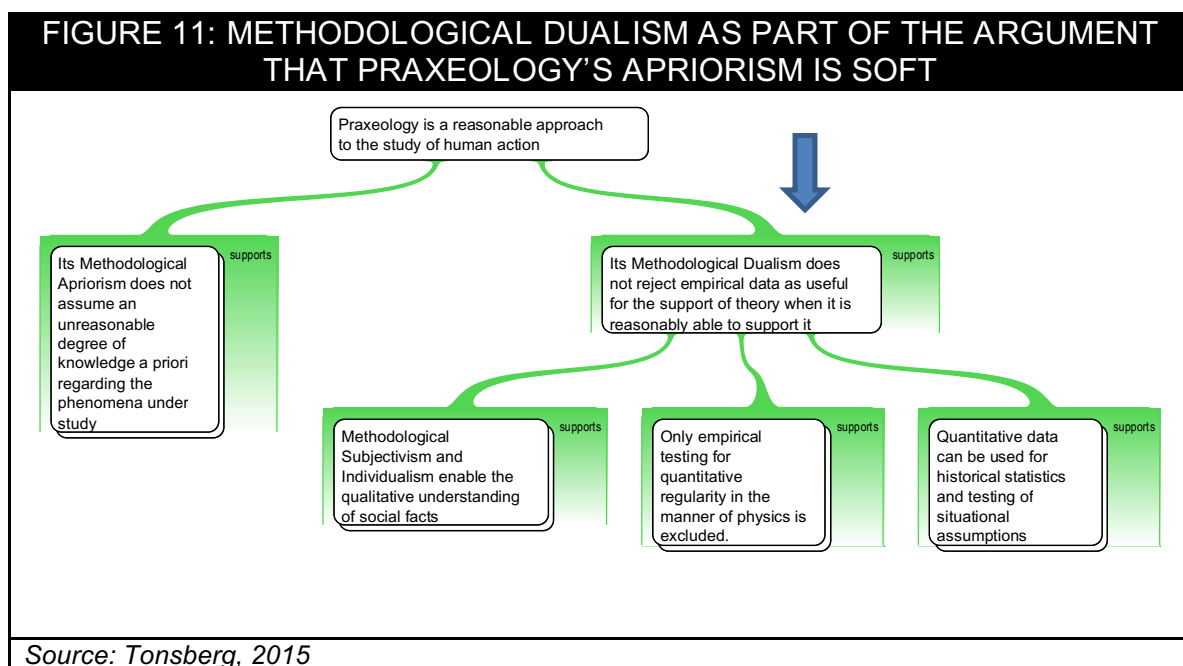 FIGURE 11: METHODOLOGICAL DUALISM AS PART OF THE ARGUMENT
THAT PRAXEOLOGY'S APRIORISM IS SOFT
Praxeology is a reasonable approach
to the study of human action
supports
Its Methodological
Apriorism does not
assume an
unreasonable
degree of
knowledge a priori
regarding the
phenomena under
study
supports
Its Methodological Dualism does
not reject empirical data as useful
for the support of theory when it is
reasonably able to support it
supports
Methodological
Subjectivism and
Individualism enable the
qualitative understanding
of social facts
supports
Only empirical
testing for
quantitative
regularity in the
manner of physics is
excluded.
supports
Quantitative data
can be used for
historical statistics
and testing of
situational
assumptions
Source: Tonsberg, 2015